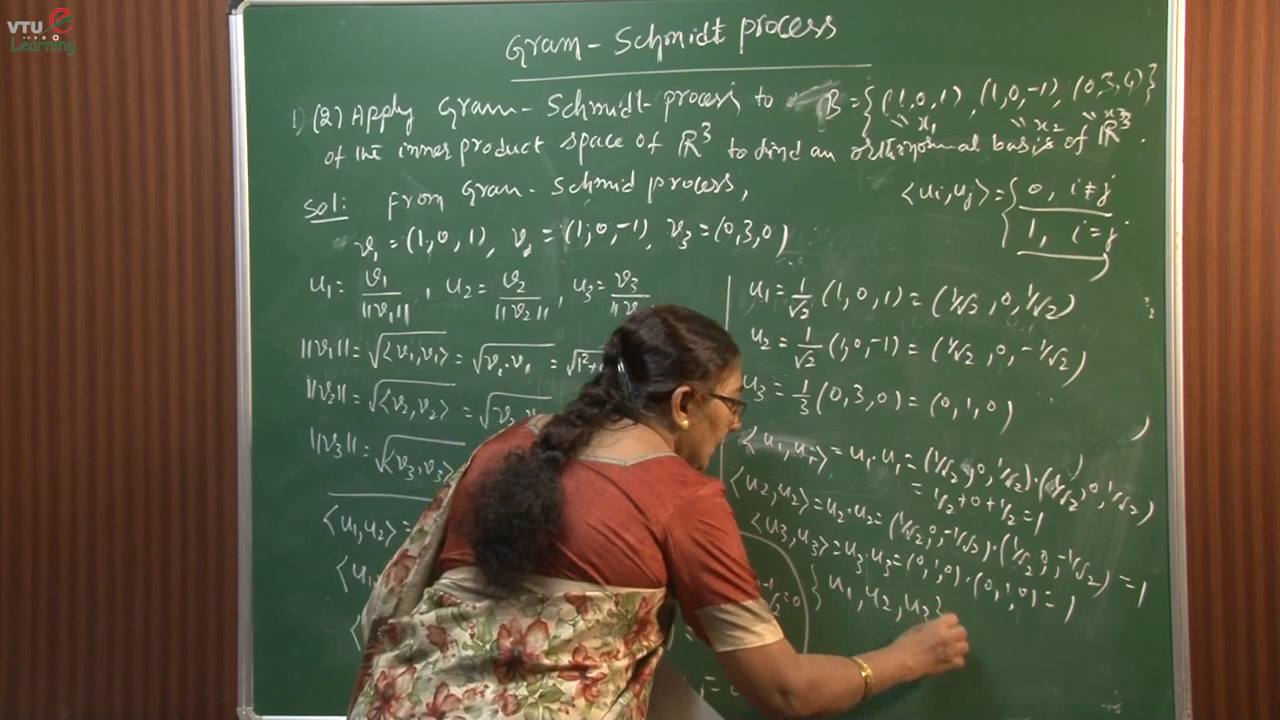 VTU e
Learning
Gram - Schmidt process
1) (2) Apply Gram - Schmidt process to B = {(1,0,1), (1,0,-1), (0,3,4)}
" x1 " x2 " x3
of the inner product space of R³ to find an orthonormal basis of R³.
Sol: From Gram - Schmid process,
v1 = (1,0,1), v2 = (1,0,-1), v3 = (0,3,0)
⟨ui,uj⟩ = { 0, i≠j
1, i=j
u1 = v1/||v1||, u2 = v2/||v2||, u3 = v3/||v
||v1|| = √⟨v1,v1⟩ = √v1·v1 = √1²+
||v2|| = √⟨v2,v2⟩ = √v2·v
||v3|| = √⟨v3,v3⟩
⟨u1,u2⟩ =
⟨u1,
u1 = 1/√2 (1,0,1) = (1/√2, 0, 1/√2)
u2 = 1/√2 (1,0,-1) = (1/√2, 0, -1/√2)
u3 = 1/3 (0,3,0) = (0,1,0)
⟨u1,u1⟩ = u1·u1 = (1/√2, 0, 1/√2)·(1/√2, 0, 1/√2)
= 1/2 + 0 + 1/2 = 1
⟨u2,u2⟩ = u2·u2 = (1/√2, 0, -1/√2)·(1/√2, 0, -1/√2) = 1
⟨u3,u3⟩ = u3·u3 = (0,1,0)·(0,1,0) = 1
{u1, u2, u3}